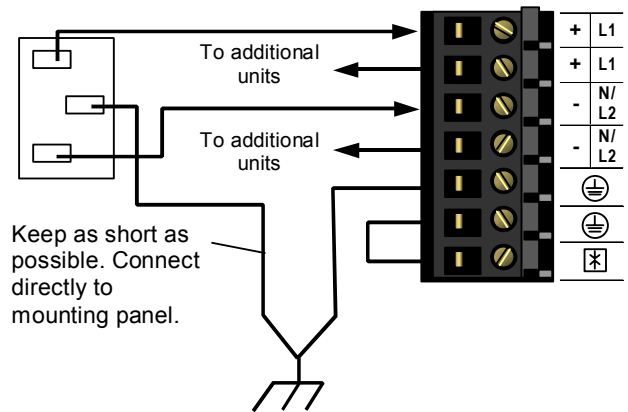 To additional
units
To additional
units
Keep as short as
possible. Connect
directly to
mounting panel.
+ L1
+ L1
- N/
L2
- N/
L2